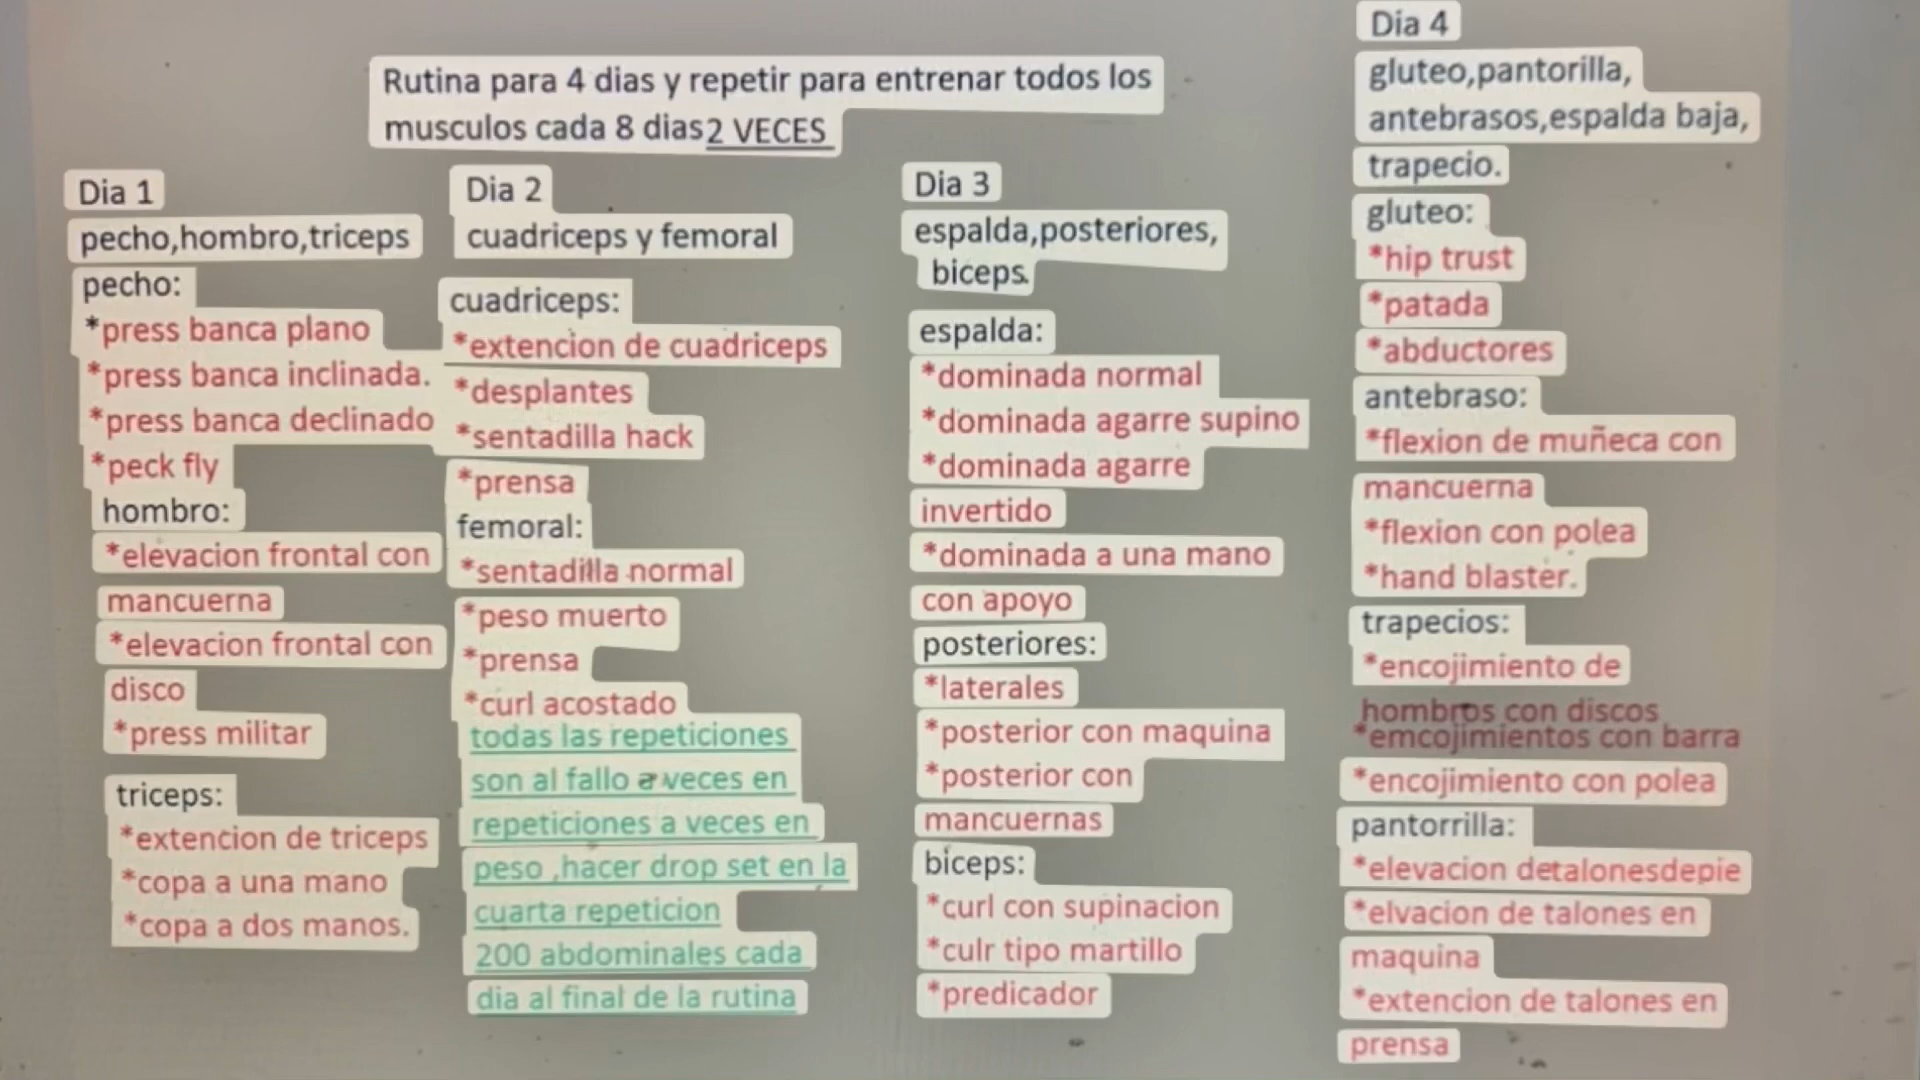 Rutina para 4 dias y repetir para entrenar todos los
musculos cada 8 dias 2 VECES
Dia 1
pecho,hombro,triceps
pecho:
*press banca plano
*press banca inclinada.
*press banca declinado
*peck fly
hombro:
*elevacion frontal con
mancuerna
*elevacion frontal con
disco
*press militar
triceps:
*extencion de triceps
*copa a una mano
*copa a dos manos.
Dia 2
cuadriceps y femoral
cuadriceps:
*extencion de cuadriceps
*desplantes
*sentadilla hack
*prensa
femoral:
*sentadilla normal
*peso muerto
*prensa
*curl acostado
todas las repeticiones
son al fallo a veces en
repeticiones a veces en
peso ,hacer drop set en la
cuarta repeticion
200 abdominales cada
dia al final de la rutina
Dia 3
espalda,posteriores,
biceps.
espalda:
*dominada normal
*dominada agarre supino
*dominada agarre
invertido
*dominada a una mano
con apoyo
posteriores:
*laterales
*posterior con maquina
*posterior con
mancuernas
biceps:
*curl con supinacion
*culr tipo martillo
*predicador
Dia 4
gluteo,pantorilla,
antebrasos,espalda baja,
trapecio.
gluteo:
*hip trust
*patada
*abductores
antebraso:
*flexion de muñeca con
mancuerna
*flexion con polea
*hand blaster.
trapecios:
*encojimiento de
hombros con discos
*emcojimientos con barra
*encojimiento con polea
pantorrilla:
*elevacion detalonesdepie
*elvacion de talones en
maquina
*extencion de talones en
prensa